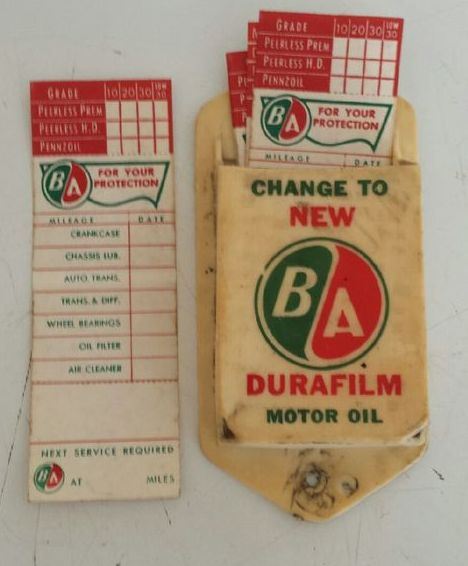 GRADE 10 20 30 LOW 30
PEERLESS PREM
PEERLESS H.D.
PENNZOIL
BA
FOR YOUR
PROTECTION
MILEAGE DATE
CRANKCASE
CHASSIS LUB.
AUTO. TRANS.
TRANS. & DIFF.
WHEEL BEARINGS
OIL FILTER
AIR CLEANER
NEXT SERVICE REQUIRED
BA AT MILES
GRADE 10 20 30 LOW 30
PEERLESS PREM
PEERLESS H.D.
PENNZOIL
BA
FOR YOUR
PROTECTION
MILEAGE DATE
CHANGE TO
NEW
BA
DURAFILM
MOTOR OIL